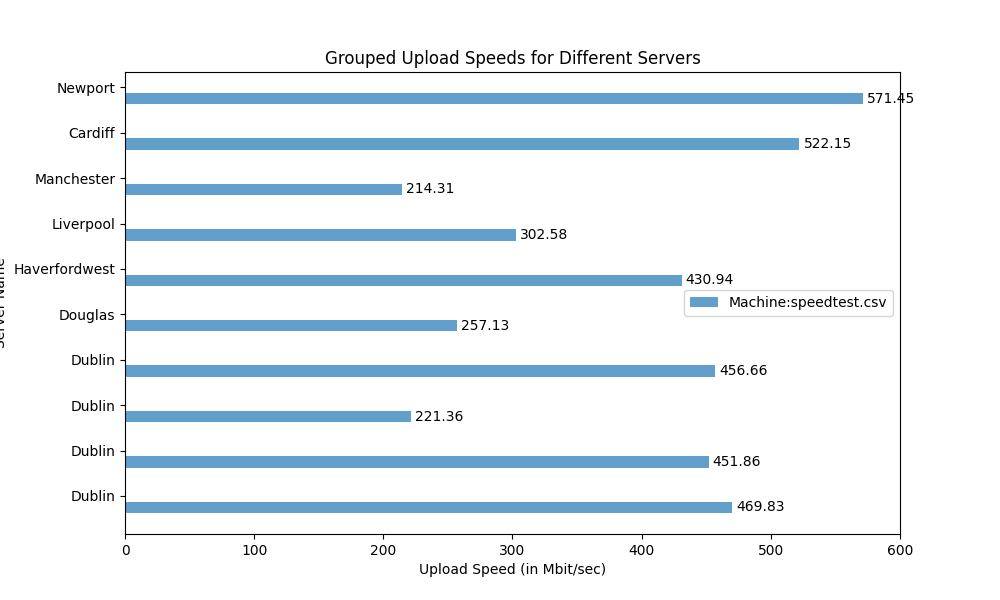 Grouped Upload Speeds for Different Servers
Newport
571.45
Cardiff
522.15
Manchester
214.31
Liverpool
302.58
Haverfordwest
430.94
Machine:speedtest.csv
Douglas
257.13
Dublin
456.66
Dublin
221.36
Dublin
451.86
Dublin
469.83
0 100 200 300 400 500 600
Upload Speed (in Mbit/sec)
Server Name